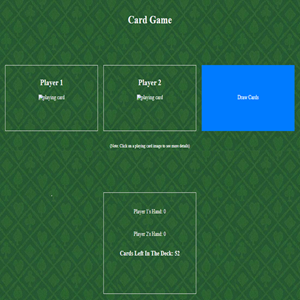 Card Game
Player 1
playing card
Player 2
playing card
Draw Cards
(Note: Click on a playing card image to see more details)
Player 1's Hand: 0
Player 2's Hand: 0
Cards Left In The Deck: 52